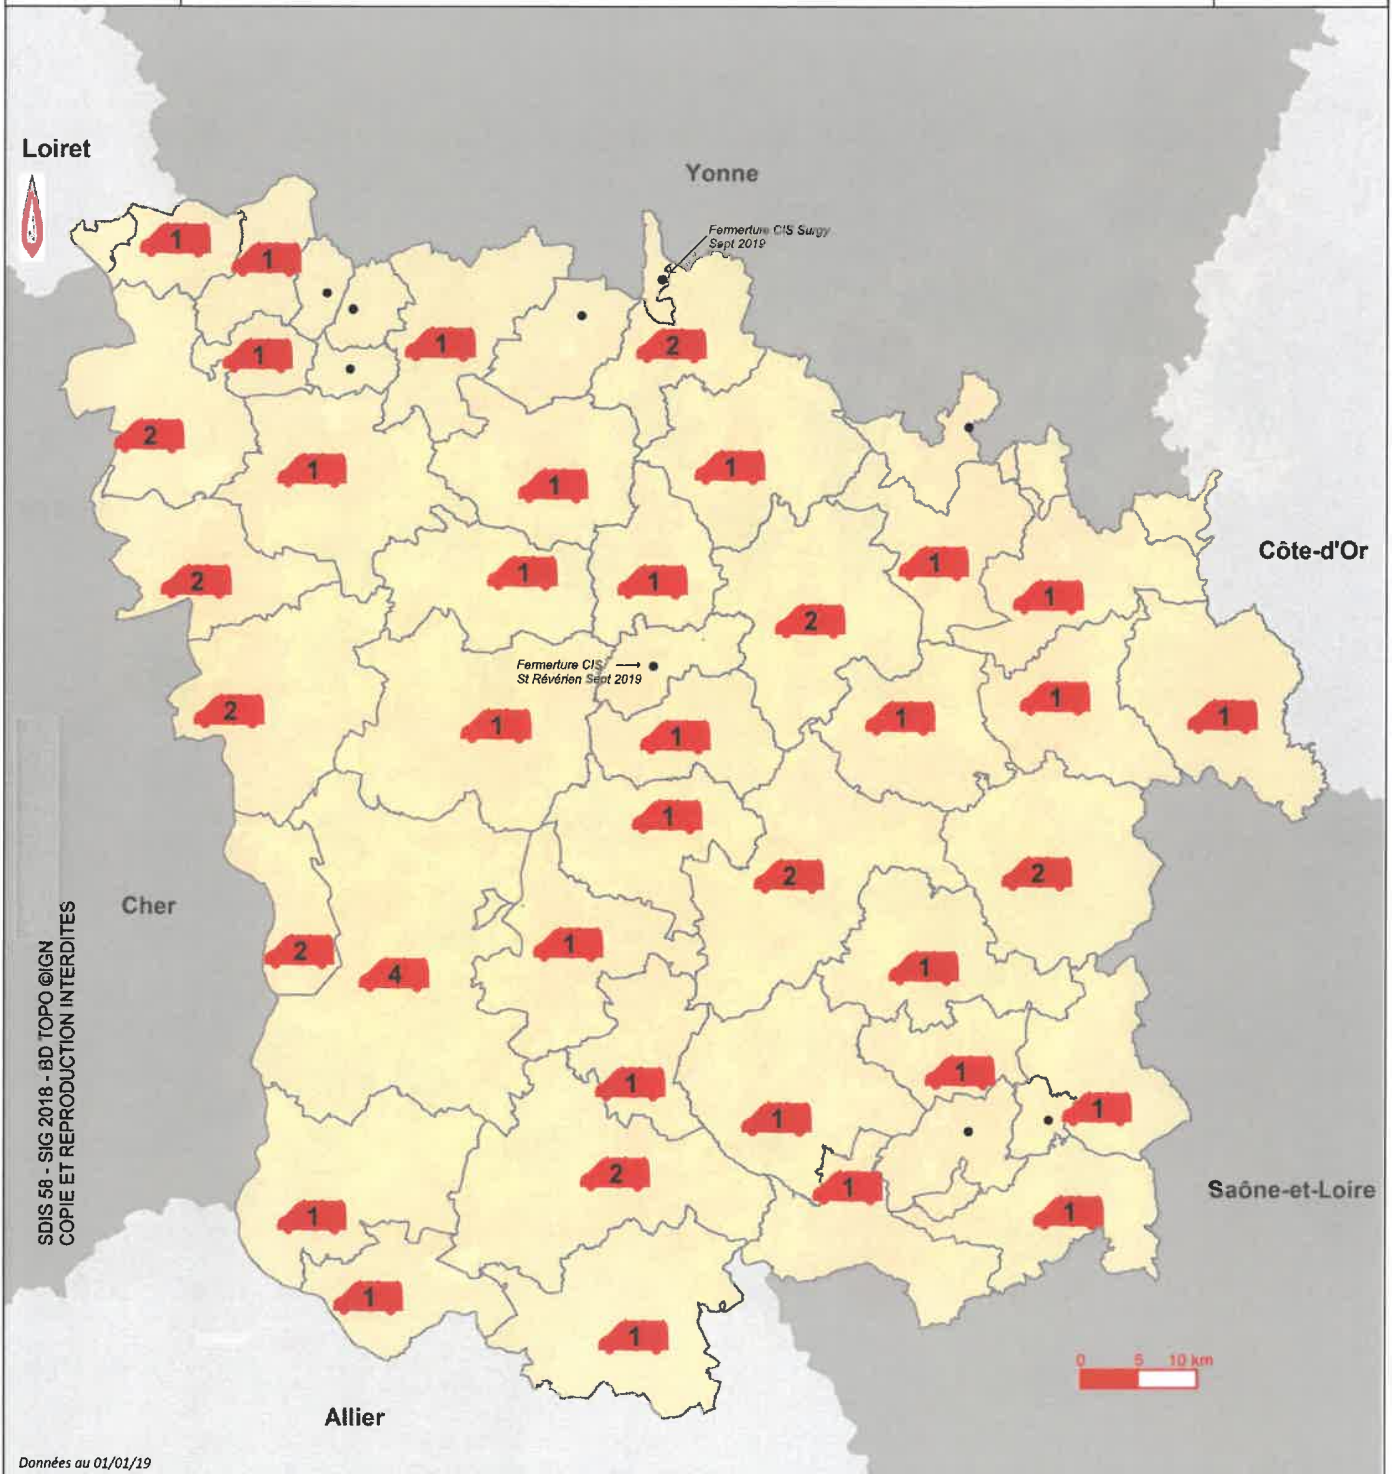 Loiret
Yonne
Fermerture CIS Surgy
Sept 2019
1
1
1
1
2
2
1
1
1
Côte-d'Or
2
1
1
1
1
2
Fermerture CIS
St Révérien Sept 2019
2
1
1
1
1
1
1
2
2
Cher
2
4
1
1
1
1
1
1
2
1
Saône-et-Loire
1
1
1
1
0 5 10 km
Allier
SDIS 58 - SIG 2018 - BD TOPO ©IGN
COPIE ET REPRODUCTION INTERDITES
Données au 01/01/19